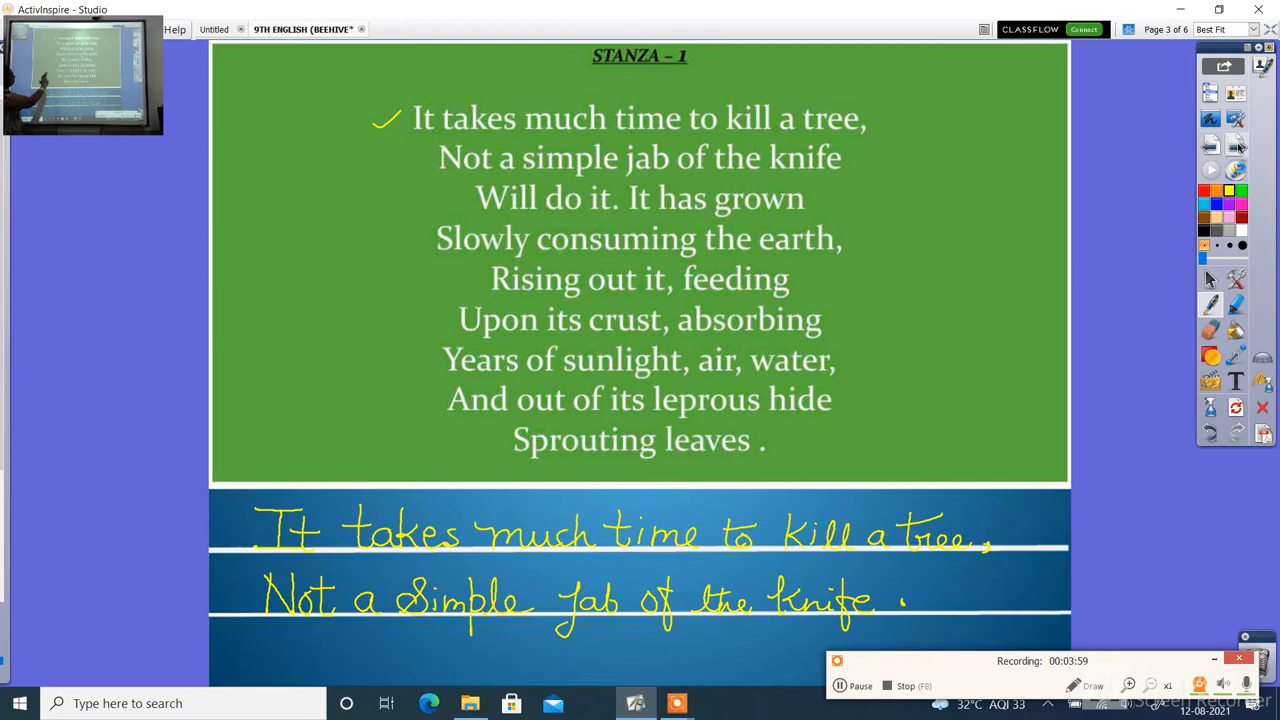 ActivInspire - Studio
Help Untitled 9TH ENGLISH (BEEHIVE* CLASSFLOW Connect Page 3 of 6 Best Fit
STANZA – 1
It takes much time to kill a tree,
Not a simple jab of the knife
Will do it. It has grown
Slowly consuming the earth,
Rising out it, feeding
Upon its crust, absorbing
Years of sunlight, air, water,
And out of its leprous hide
Sprouting leaves .
It takes much time to kill a tree,
Not a simple jab of the knife .
Recording: 00:03:59
Pause Stop (F8) Draw x1
Screen Recorder
Type here to search
32°C AQI 33
12-08-2021